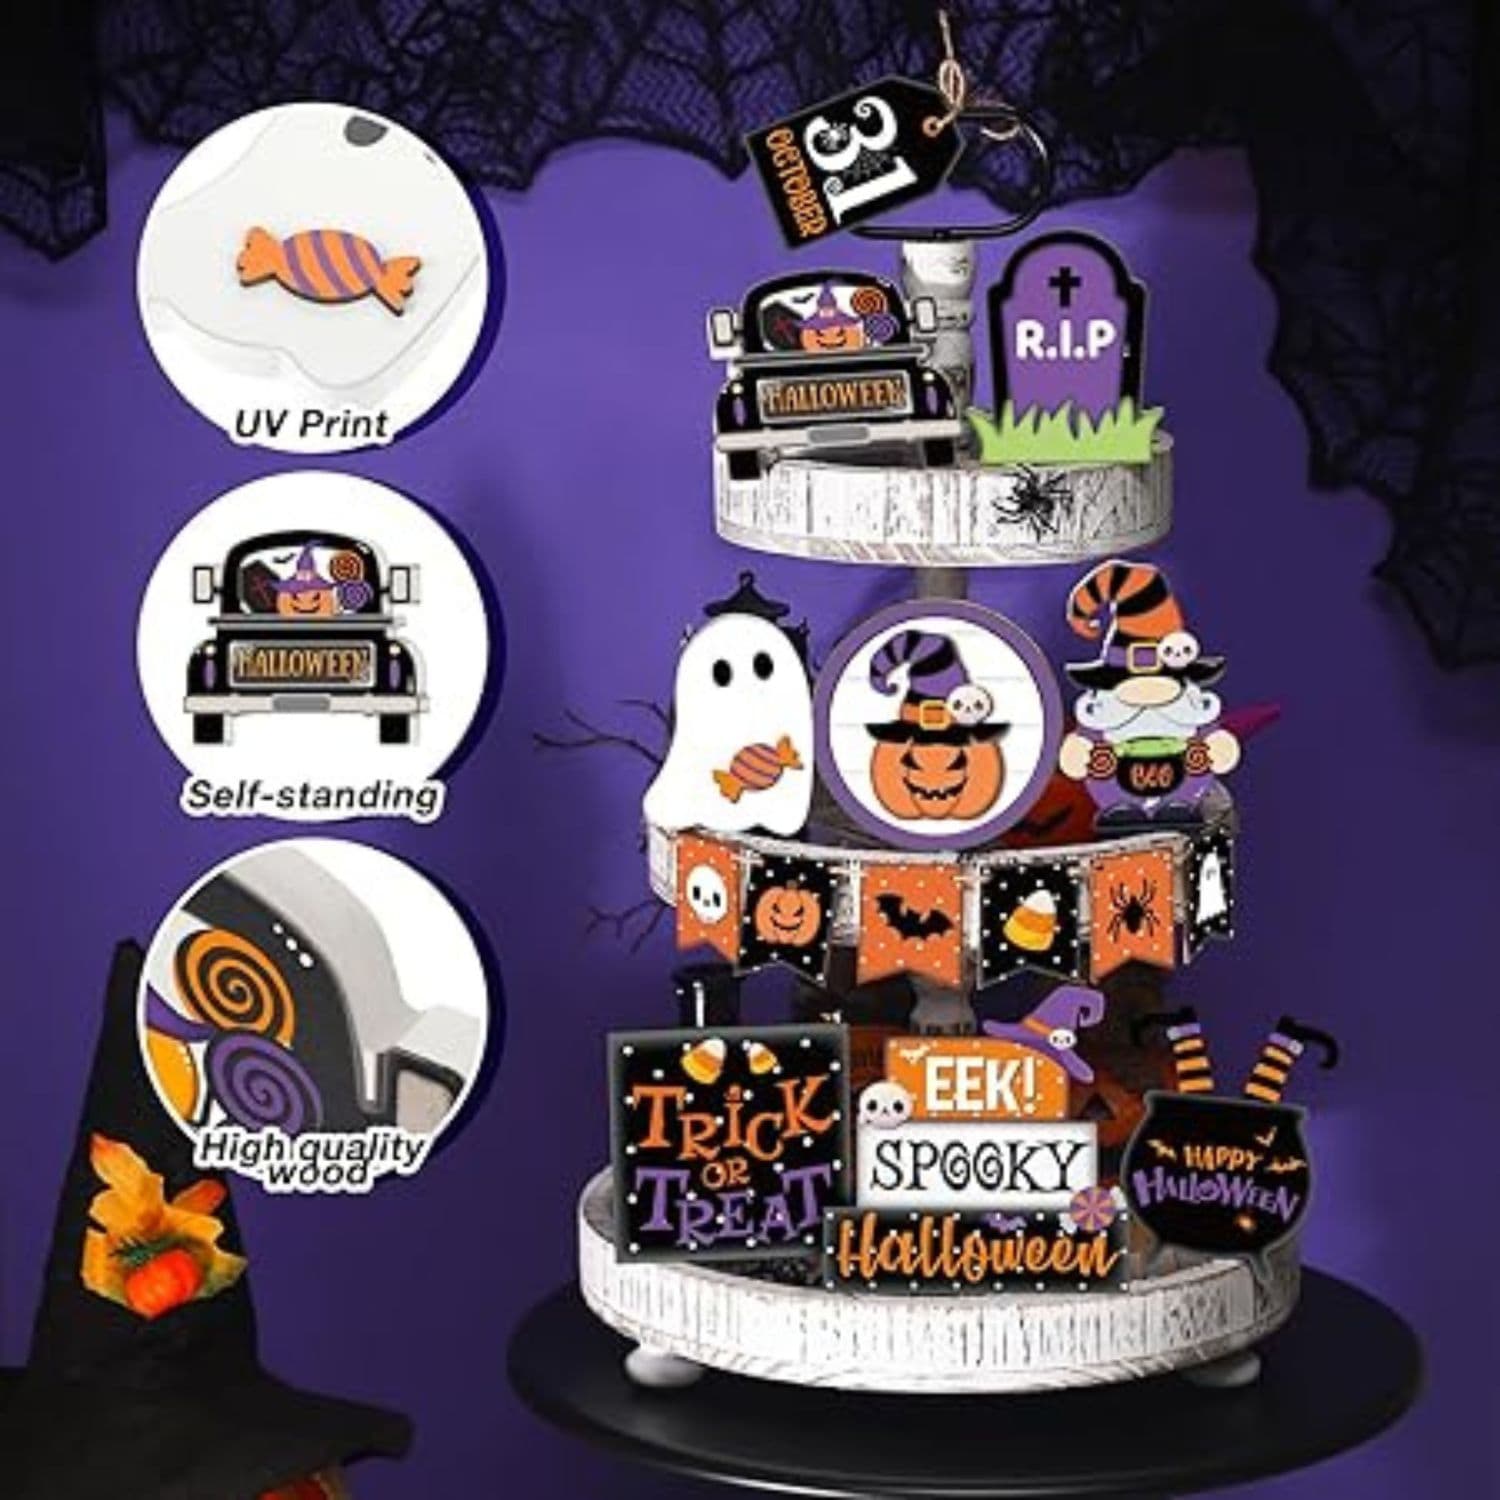 31
OCTOBER
UV Print
HALLOWEEN
R.I.P
HALLOWEEN
Self-standing
BOO
High quality
wood
TRICK
OR
TREAT
EEK!
SPOOKY
Halloween
HAPPY
HALLOWEEN